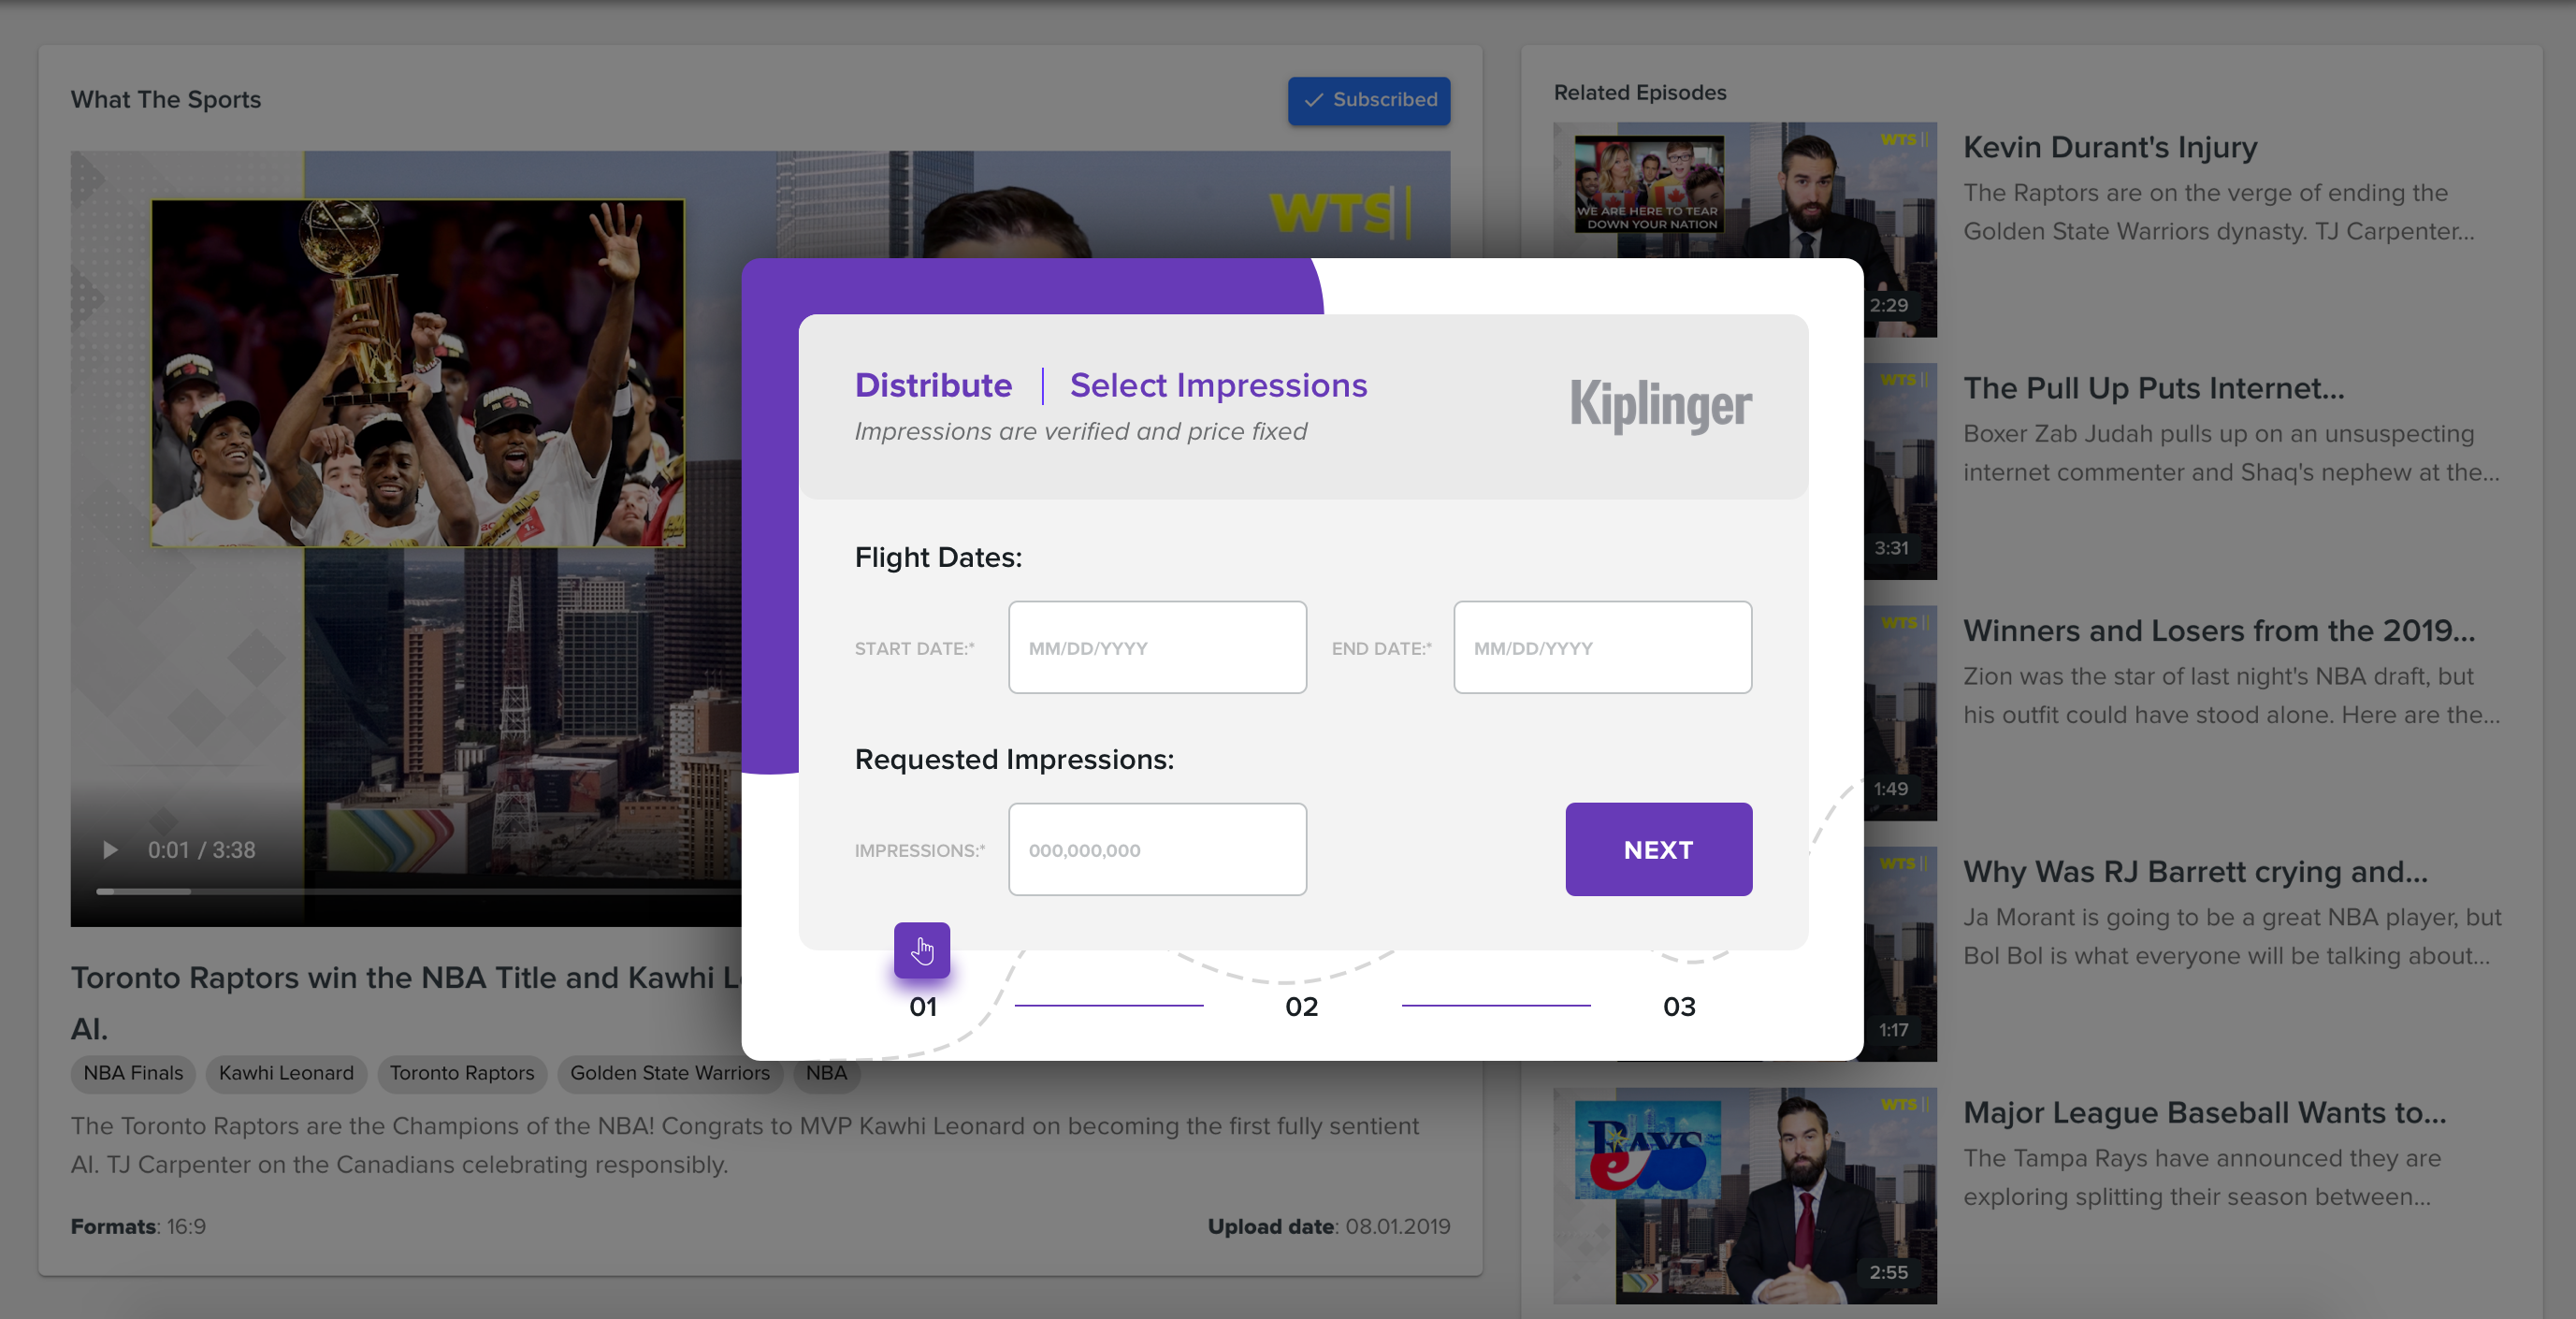 What The Sports
Subscribed
WTS
0:01 / 3:38
Toronto Raptors win the NBA Title and Kawhi L
AI.
NBA Finals
Kawhi Leonard
Toronto Raptors
Golden State Warriors
NBA
The Toronto Raptors are the Champions of the NBA! Congrats to MVP Kawhi Leonard on becoming the first fully sentient
AI. TJ Carpenter on the Canadians celebrating responsibly.
Formats: 16:9
Upload date: 08.01.2019
Distribute | Select Impressions
Impressions are verified and price fixed
Kiplinger
Flight Dates:
START DATE:*
MM/DD/YYYY
END DATE:*
MM/DD/YYYY
Requested Impressions:
IMPRESSIONS:*
000,000,000
NEXT
01
02
03
Related Episodes
WTS
WE ARE HERE TO TEAR
DOWN YOUR NATION
2:29
Kevin Durant's Injury
The Raptors are on the verge of ending the
Golden State Warriors dynasty. TJ Carpenter...
WTS
3:31
The Pull Up Puts Internet...
Boxer Zab Judah pulls up on an unsuspecting
internet commenter and Shaq's nephew at the...
WTS
1:49
Winners and Losers from the 2019...
Zion was the star of last night's NBA draft, but
his outfit could have stood alone. Here are the...
WTS
1:17
Why Was RJ Barrett crying and...
Ja Morant is going to be a great NBA player, but
Bol Bol is what everyone will be talking about...
WTS
RAYS
2:55
Major League Baseball Wants to...
The Tampa Rays have announced they are
exploring splitting their season between...